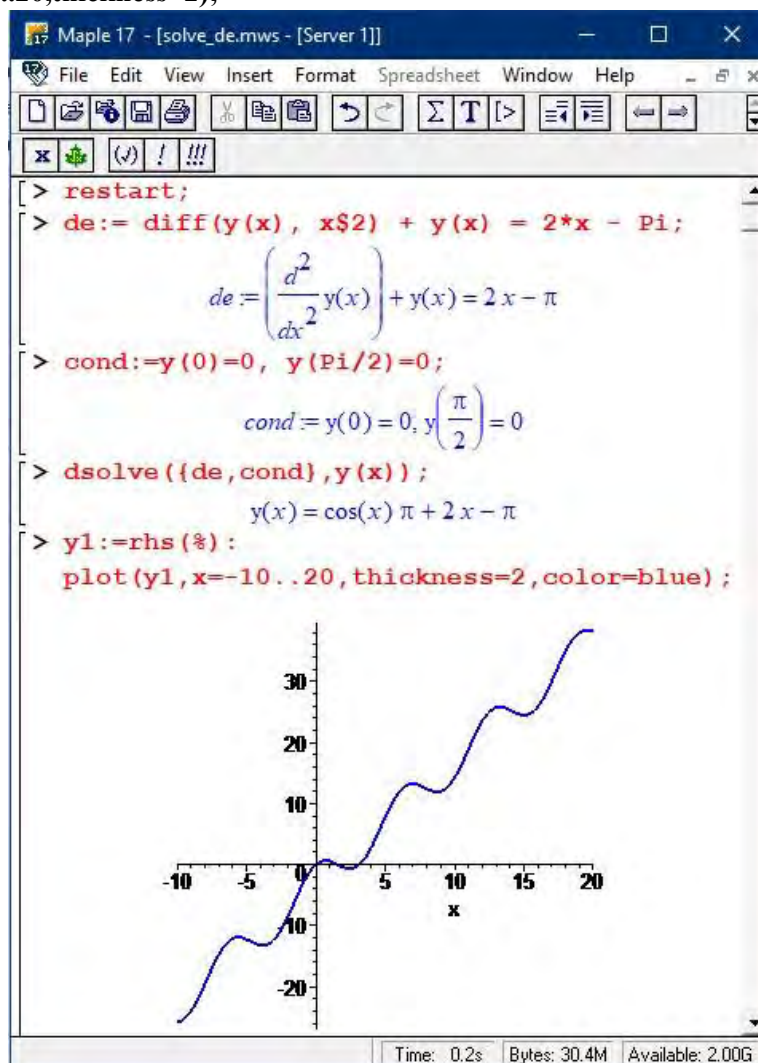 Maple 17 - [solve_de.mws - [Server 1]]
File Edit View Insert Format Spreadsheet Window Help
Σ T [>
x (√) ! !!!
[> restart;
[> de:= diff(y(x), x$2) + y(x) = 2*x - Pi;
de := (d²/dx² y(x)) + y(x) = 2 x − π
[> cond:=y(0)=0, y(Pi/2)=0;
cond := y(0) = 0, y(π/2) = 0
[> dsolve({de,cond},y(x));
y(x) = cos(x) π + 2 x − π
[> y1:=rhs(%):
plot(y1,x=-10..20,thickness=2,color=blue);
30
20
10
-10 -5 0 5 10 15 20
x
-10
-20
Time: 0.2s Bytes: 30.4M Available: 2.00G